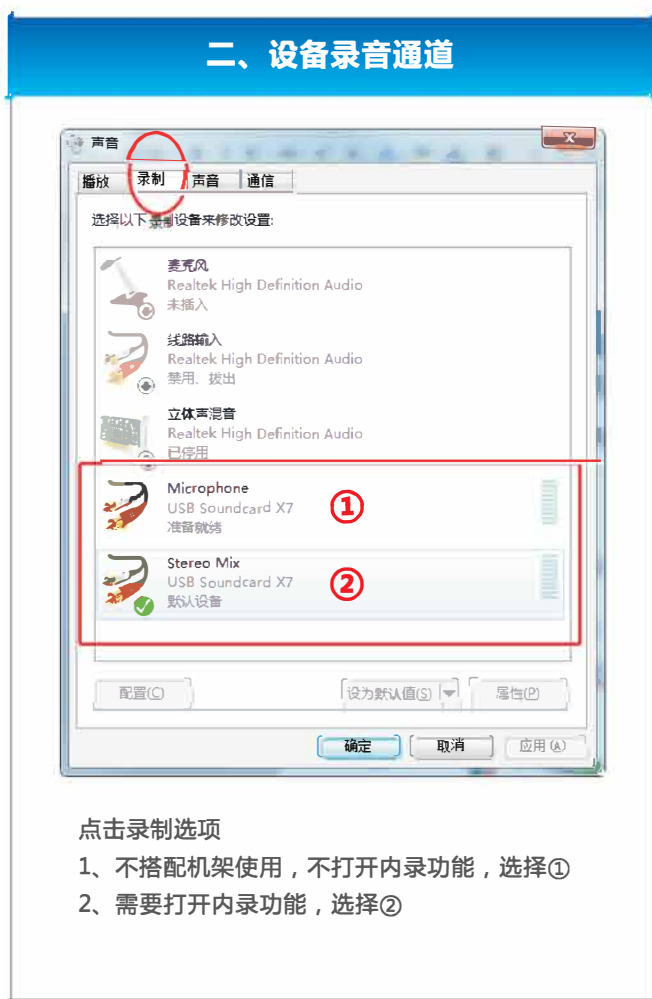 二、设备录音通道
声音
播放 录制 声音 通信
选择以下录制设备来修改设置:
麦克风
Realtek High Definition Audio
未插入
线路输入
Realtek High Definition Audio
禁用、拔出
立体声混音
Realtek High Definition Audio
已停用
Microphone
USB Soundcard X7
准备就绪
①
Stereo Mix
USB Soundcard X7
默认设备
②
配置(C) 设为默认值(S) 属性(P)
确定 取消 应用(A)
点击录制选项
1、不搭配机架使用，不打开内录功能，选择①
2、需要打开内录功能，选择②